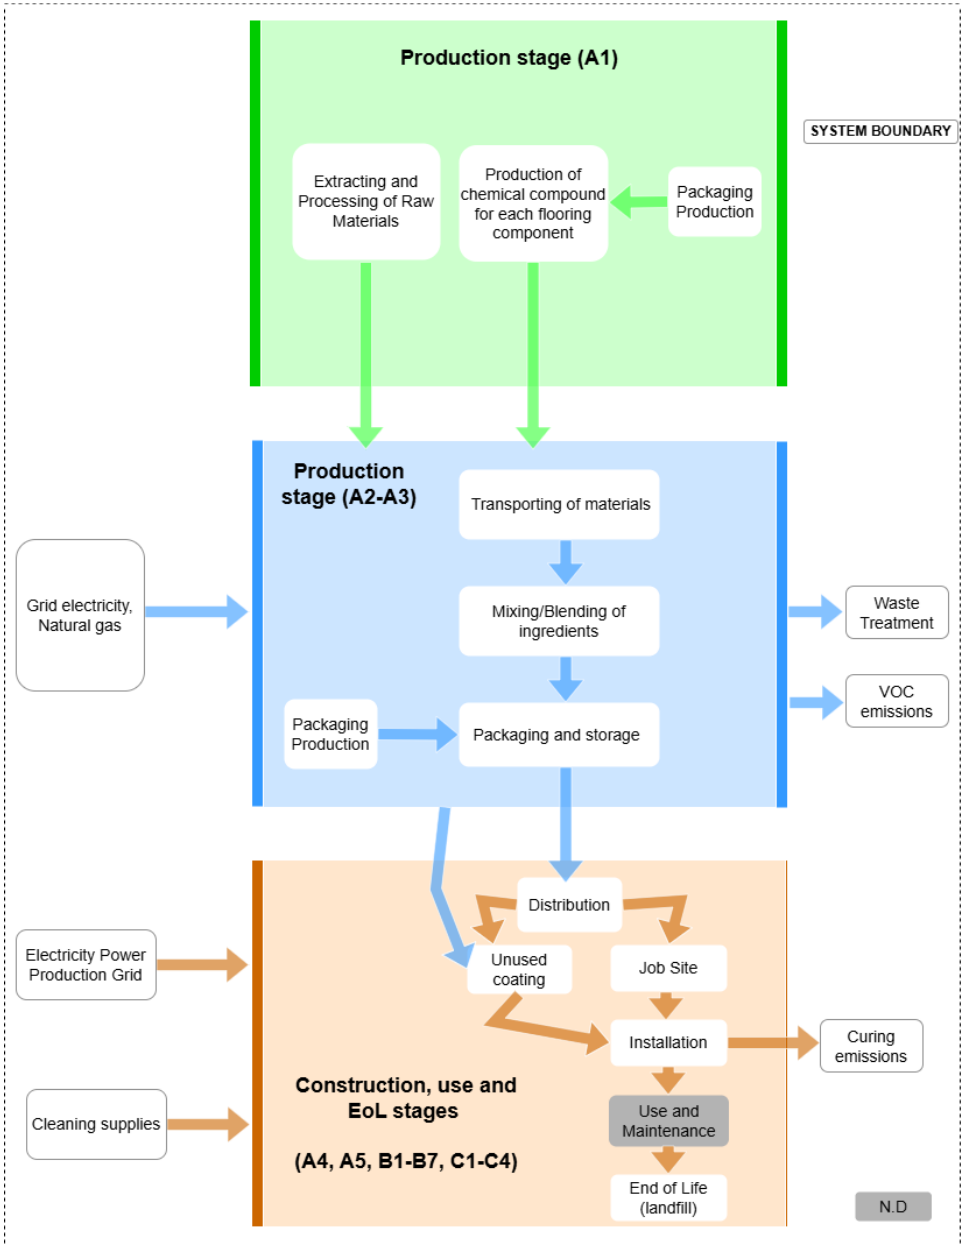 Production stage (A1)
SYSTEM BOUNDARY
Extracting and
Processing of Raw
Materials
Production of
chemical compound
for each flooring
component
Packaging
Production
Production
stage (A2-A3)
Transporting of materials
Grid electricity,
Natural gas
Mixing/Blending of
ingredients
Waste
Treatment
VOC
emissions
Packaging
Production
Packaging and storage
Distribution
Electricity Power
Production Grid
Unused
coating
Job Site
Installation
Curing
emissions
Construction, use and
EoL stages
(A4, A5, B1-B7, C1-C4)
Cleaning supplies
Use and
Maintenance
End of Life
(landfill)
N.D